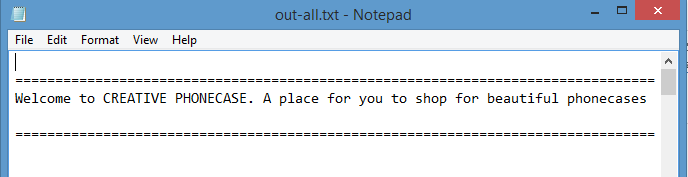 out-all.txt - Notepad
File Edit Format View Help
================================================================================
Welcome to CREATIVE PHONECASE. A place for you to shop for beautiful phonecases
================================================================================